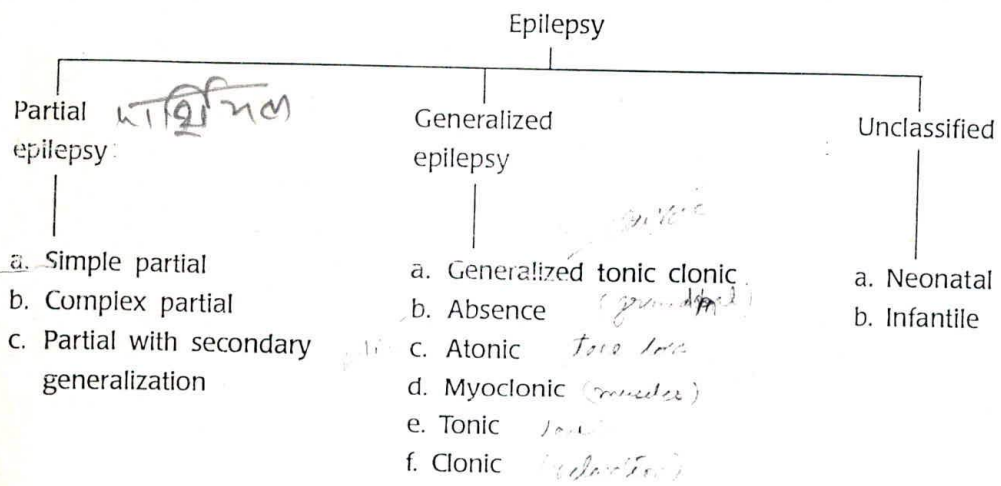 Epilepsy
Partial
epilepsy
a. Simple partial
b. Complex partial
c. Partial with secondary
generalization
Generalized
epilepsy
a. Generalized tonic clonic
b. Absence
c. Atonic
d. Myoclonic (muscles)
e. Tonic
f. Clonic
Unclassified
a. Neonatal
b. Infantile